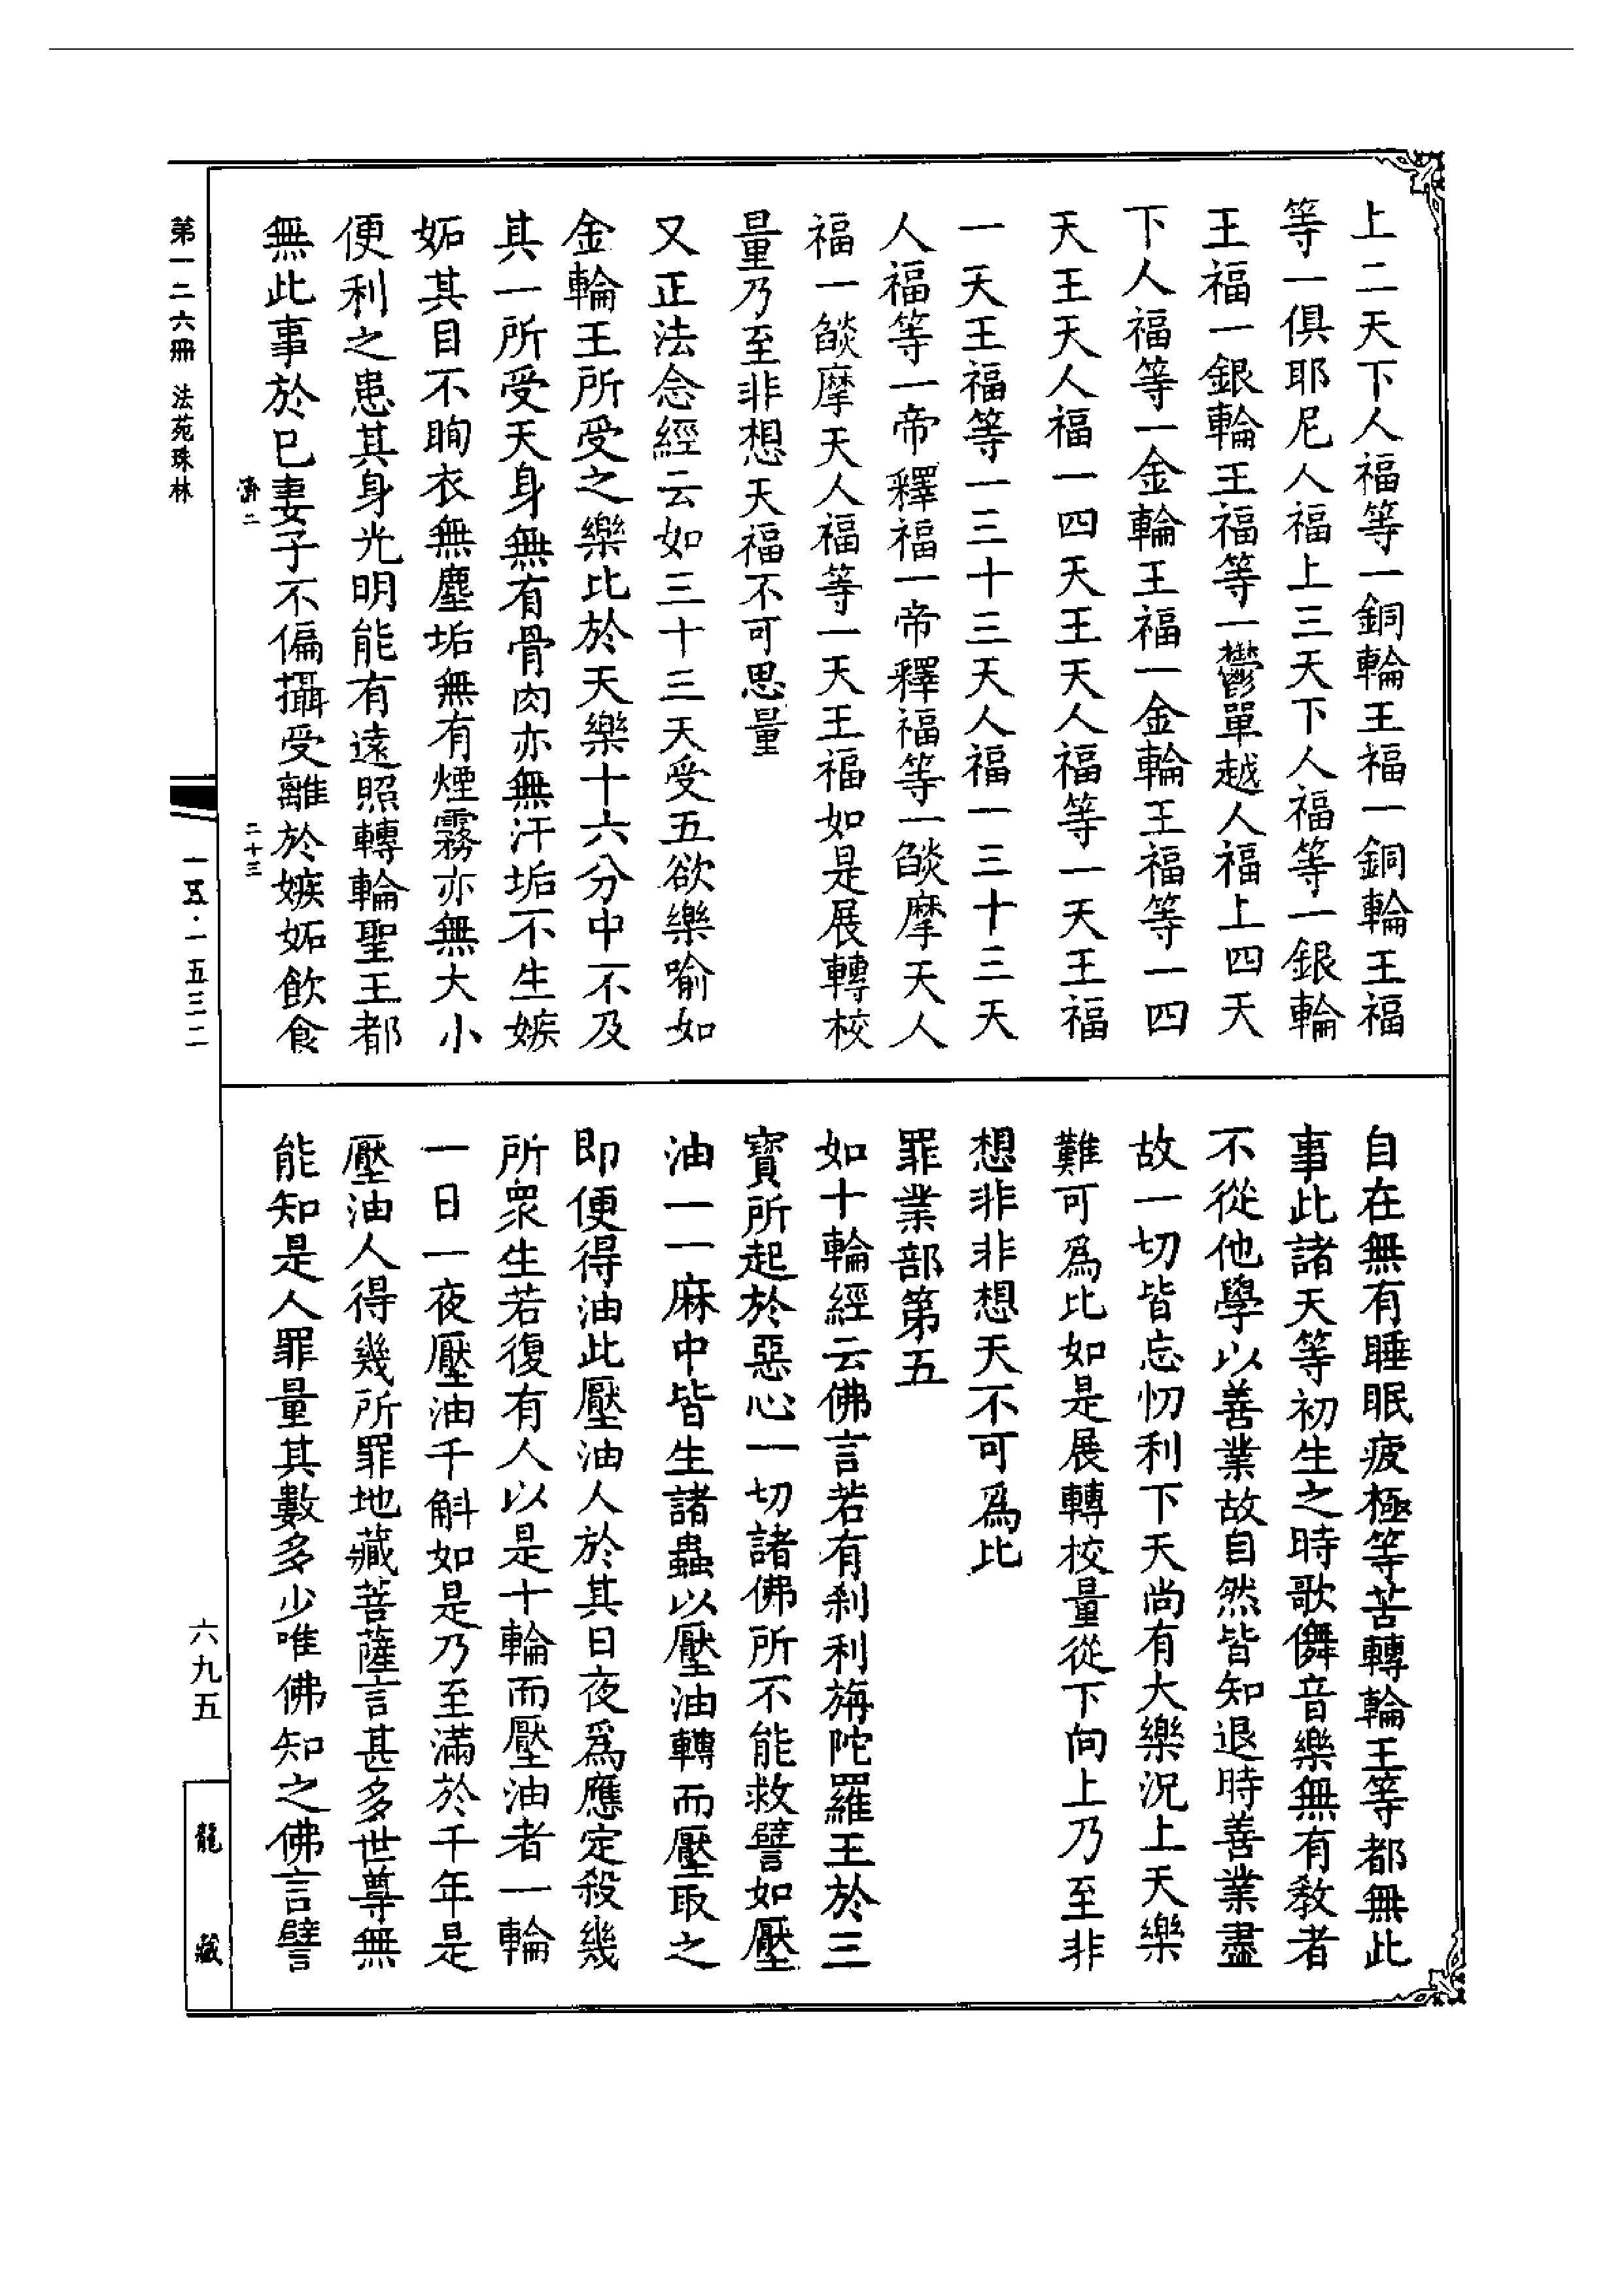 上二天下人福等一銅輪王福一銅輪王福
等一俱耶尼人福上三天下人福等一銀輪
王福一銀輪王福等一鬱單越人福上四天
下人福等一金輪王福一金輪王福等一四
天王天人福一四天王天人福等一天王福
一天王福等一三十三天人福一三十三天
人福等一帝釋福一帝釋福等一燄摩天人
福一燄摩天人福等一天王福如是展轉校
量乃至非想天福不可思量
又正法念經云如三十三天受五欲樂喻如
金輪王所受之樂比於天樂十六分中不及
其一所受天身無有骨肉亦無汗垢不生嫉
妬其目不眴衣無塵垢無有煙霧亦無大小
便利之患其身光明能有遠照轉輪聖王都
無此事於已妻子不偏攝受離於嫉妬飲食
自在無有睡眠疲極等苦轉輪王等都無此
事此諸天等初生之時歌儛音樂無有教者
不從他學以善業故自然皆知退時善業盡
故一切皆忘忉利下天尚有大樂況上天樂
難可爲比如是展轉校量從下向上乃至非
想非非想天不可爲比
罪業部第五
如十輪經云佛言若有剎利旃陀羅王於三
寶所起於惡心一切諸佛所不能救譬如壓
油一一麻中皆生諸蟲以壓油轉而壓取之
即便得油此壓油人於其日夜爲應定殺幾
所衆生若復有人以是十輪而壓油者一輪
一日一夜壓油千斛如是乃至滿於千年是
壓油人得幾所罪地藏菩薩言甚多世尊無
能知是人罪量其數多少唯佛知之佛言譬
濟二
二十三
第一二六冊 法苑珠林
一五·一五三二
六九五
龍藏